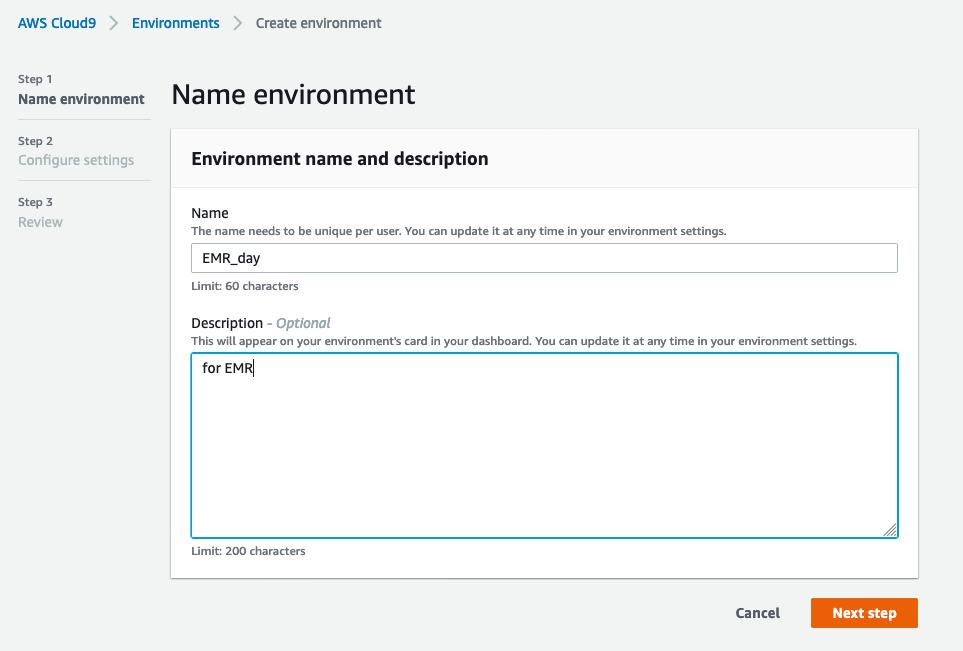 AWS Cloud9 > Environments > Create environment
Step 1
Name environment
Step 2
Configure settings
Step 3
Review
Name environment
Environment name and description
Name
The name needs to be unique per user. You can update it at any time in your environment settings.
EMR_day
Limit: 60 characters
Description - Optional
This will appear on your environment's card in your dashboard. You can update it at any time in your environment settings.
for EMR
Limit: 200 characters
Cancel Next step